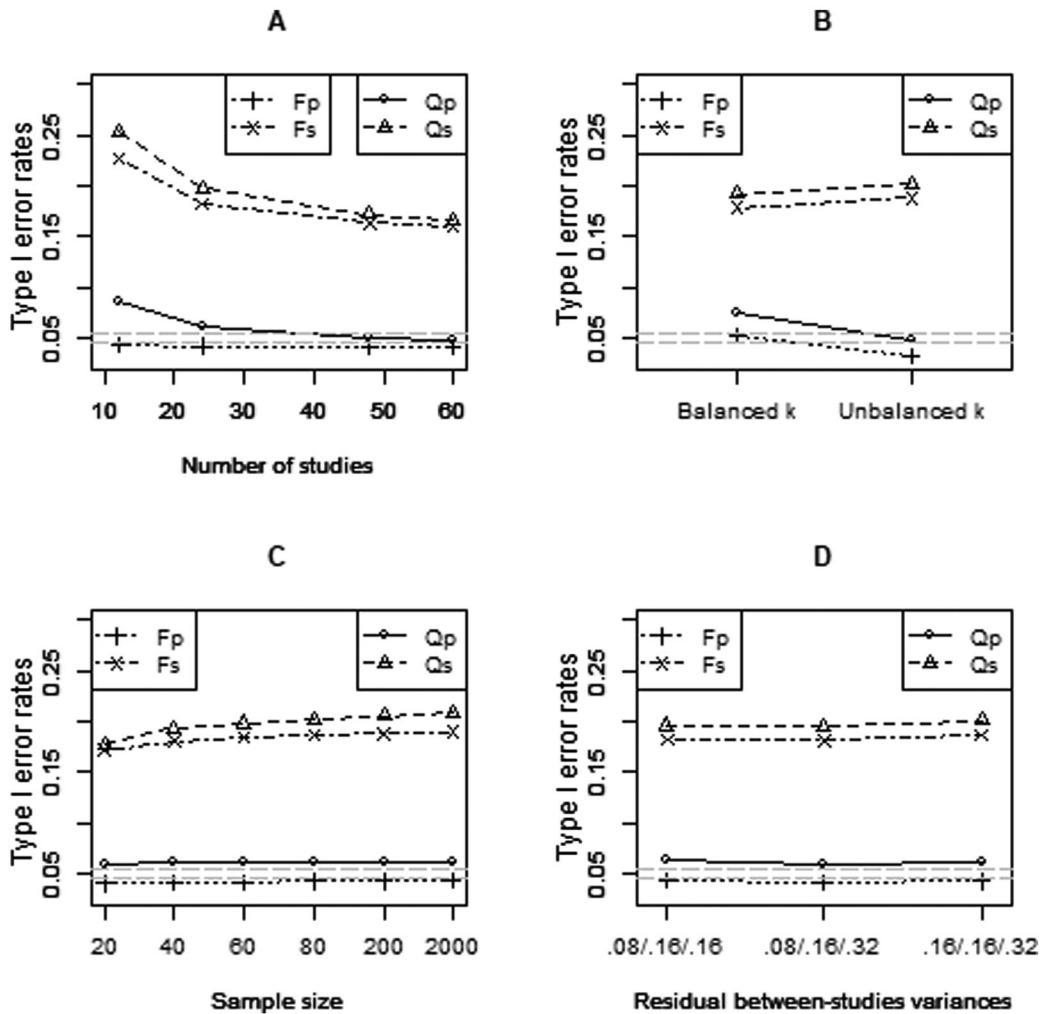 A
Fp
Fs
Qp
Qs
Type I error rates
0.05 0.15 0.25
10 20 30 40 50 60
Number of studies
B
Fp
Fs
Qp
Qs
Type I error rates
0.05 0.15 0.25
Balanced k Unbalanced k
C
Fp
Fs
Qp
Qs
Type I error rates
0.05 0.15 0.25
20 40 60 80 200 2000
Sample size
D
Fp
Fs
Qp
Qs
Type I error rates
0.05 0.15 0.25
.08/.16/.16 .08/.16/.32 .16/.16/.32
Residual between-studies variances